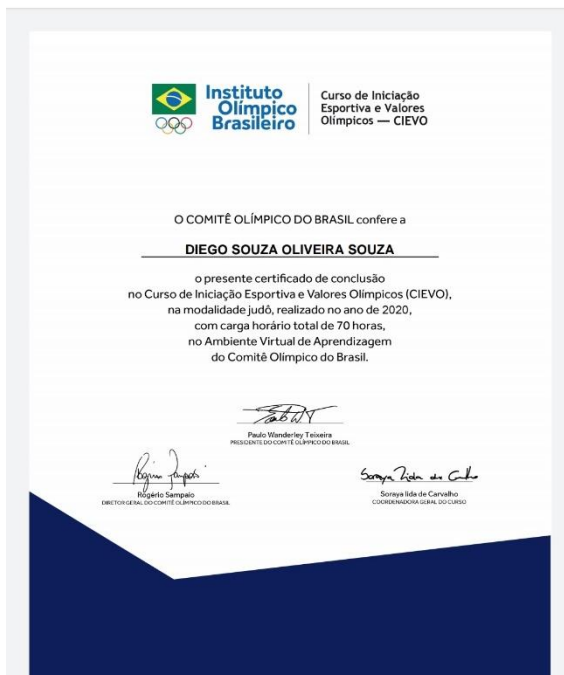 Instituto
Olímpico
Brasileiro
Curso de Iniciação
Esportiva e Valores
Olímpicos — CIEVO
O COMITÊ OLÍMPICO DO BRASIL confere a
DIEGO SOUZA OLIVEIRA SOUZA
o presente certificado de conclusão
no Curso de Iniciação Esportiva e Valores Olímpicos (CIEVO),
na modalidade judô, realizado no ano de 2020,
com carga horário total de 70 horas,
no Ambiente Virtual de Aprendizagem
do Comitê Olímpico do Brasil.
Paulo Wanderley Teixeira
PRESIDENTE DO COMITÊ OLÍMPICO DO BRASIL
Rogério Sampaio
DIRETOR GERAL DO COMITÊ OLÍMPICO DO BRASIL
Soraya Iida de Carvalho
COORDENADORA GERAL DO CURSO